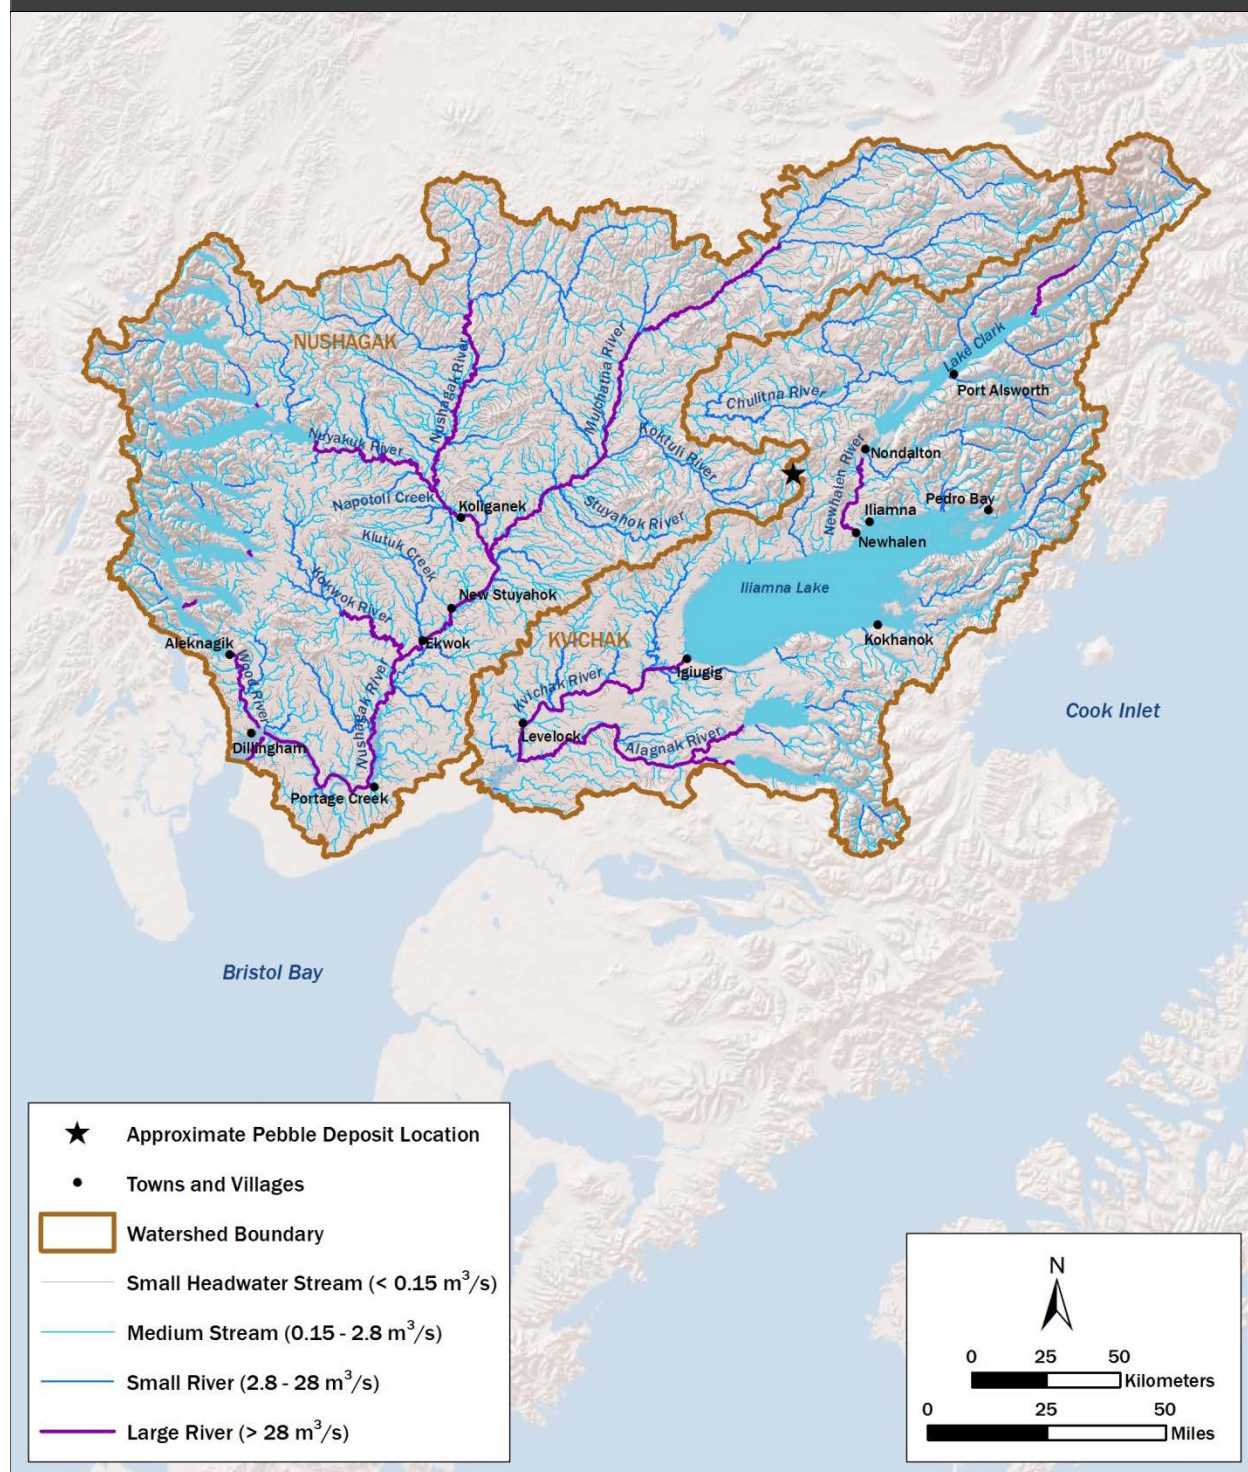 NUSHAGAK
Nushagak River
Mulchatna River
Lake Clark
Port Alsworth
Chulitna River
Koktuli River
Nuyakuk River
Nondalton
Newhalen River
Napotoli Creek
Koliganek
Stuyahok River
Iliamna
Pedro Bay
Newhalen
Klutuk Creek
Kokwok River
New Stuyahok
Iliamna Lake
Ekwok
KVICHAK
Kokhanok
Aleknagik
Wood River
Igiugig
Kvichak River
Cook Inlet
Nushagak River
Levelock
Alagnak River
Dillingham
Portage Creek
Bristol Bay
Approximate Pebble Deposit Location
Towns and Villages
Watershed Boundary
Small Headwater Stream (< 0.15 m³/s)
Medium Stream (0.15 - 2.8 m³/s)
Small River (2.8 - 28 m³/s)
Large River (> 28 m³/s)
N
0 25 50
Kilometers
0 25 50
Miles